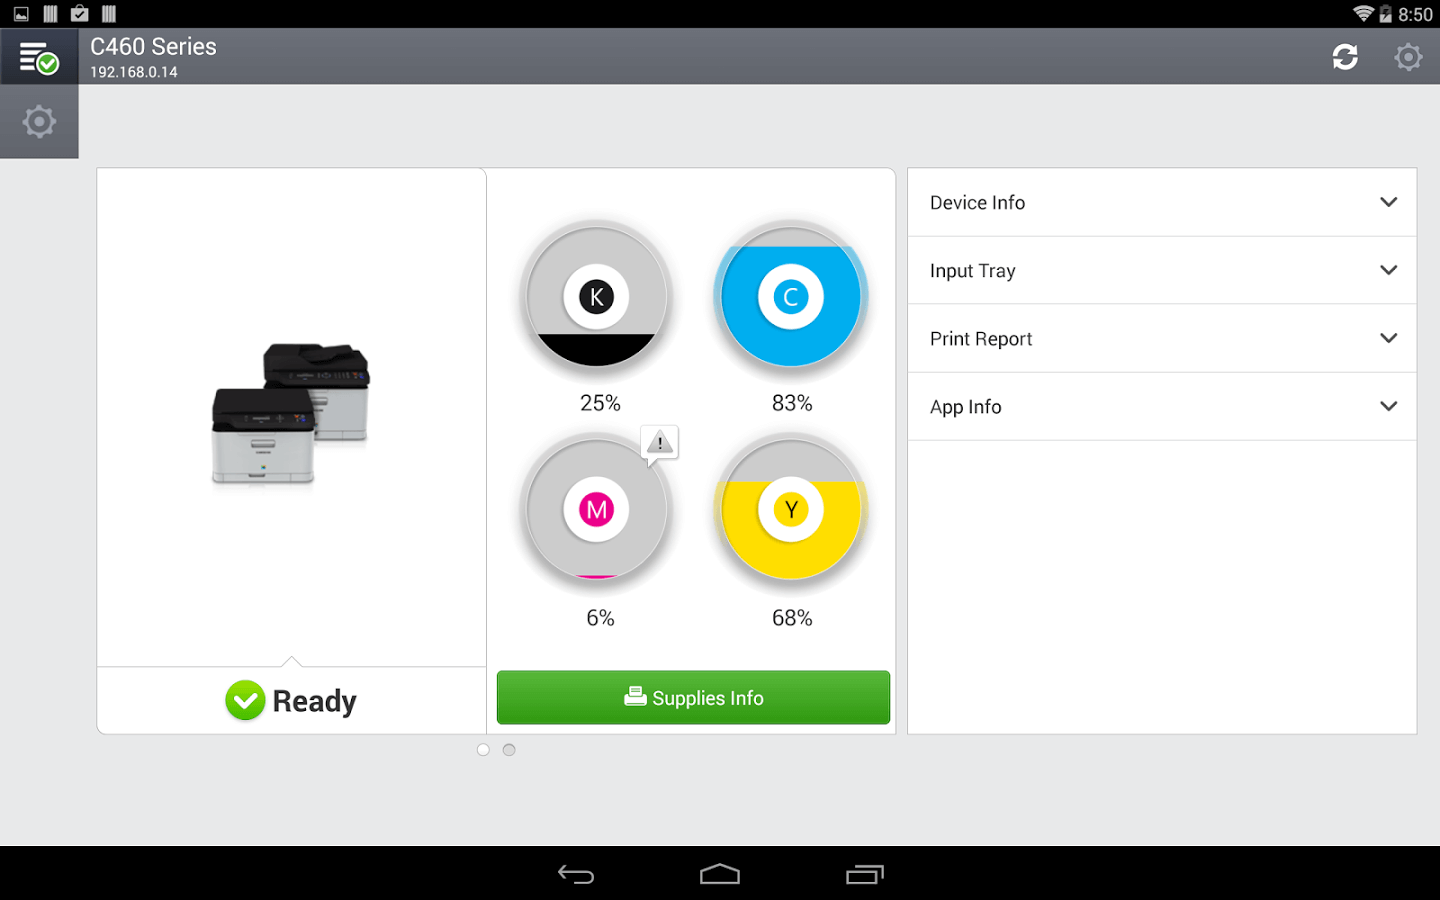 8:50
C460 Series
192.168.0.14
K
C
25%
83%
!
M
Y
6%
68%
Ready
Supplies Info
Device Info
Input Tray
Print Report
App Info